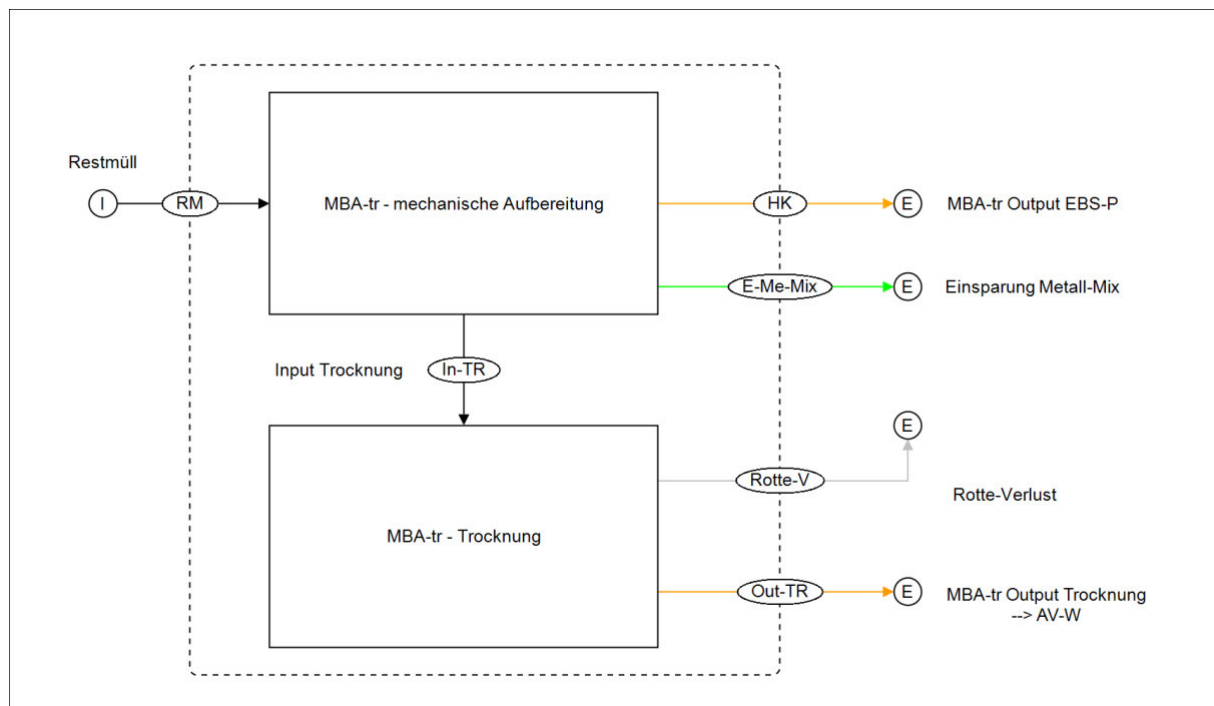 Restmüll
I
RM
MBA-tr - mechanische Aufbereitung
HK
E
MBA-tr Output EBS-P
E-Me-Mix
E
Einsparung Metall-Mix
Input Trocknung
In-TR
E
MBA-tr - Trocknung
Rotte-V
Rotte-Verlust
Out-TR
E
MBA-tr Output Trocknung
--> AV-W